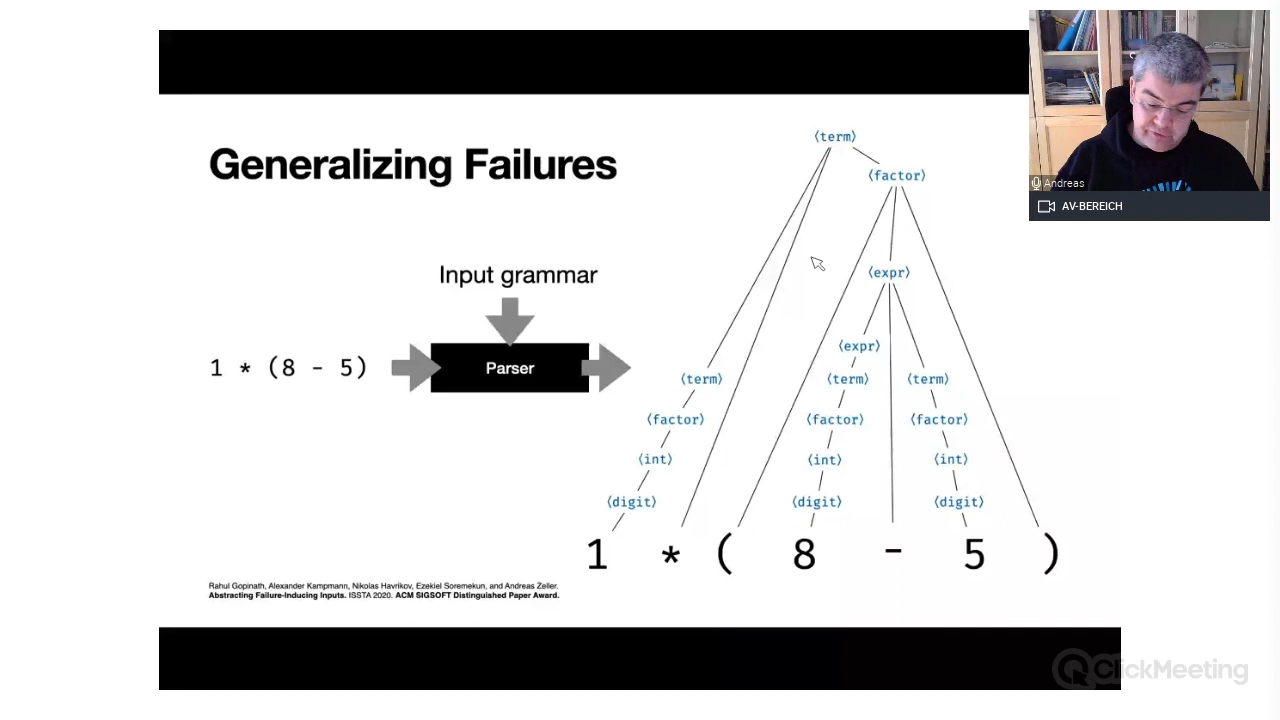 Generalizing Failures
Input grammar
1 * (8 - 5)
Parser
⟨term⟩
⟨factor⟩
⟨expr⟩
⟨expr⟩
⟨term⟩ ⟨term⟩ ⟨term⟩
⟨factor⟩ ⟨factor⟩ ⟨factor⟩
⟨int⟩ ⟨int⟩ ⟨int⟩
⟨digit⟩ ⟨digit⟩ ⟨digit⟩
1 * ( 8 - 5 )
Rahul Gopinath, Alexander Kampmann, Nikolas Havrikov, Ezekiel Soremekun, and Andreas Zeller.
Abstracting Failure-Inducing Inputs. ISSTA 2020. ACM SIGSOFT Distinguished Paper Award.
Andreas
AV-BEREICH
ClickMeeting